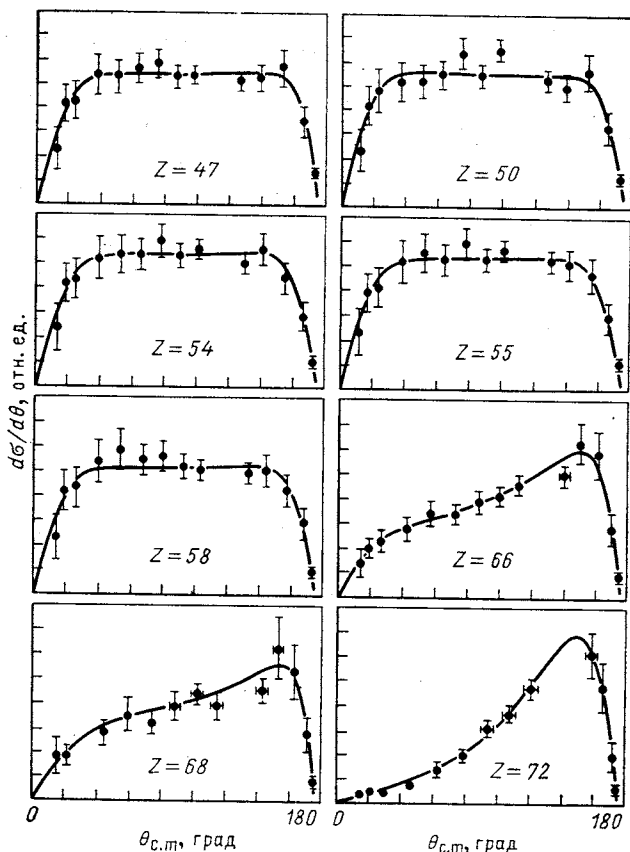 Z = 47
Z = 50
Z = 54
Z = 55
dσ/dθ, отн. ед.
Z = 58
Z = 66
Z = 68
Z = 72
0 180 0 180
θc.m, град θc.m, град